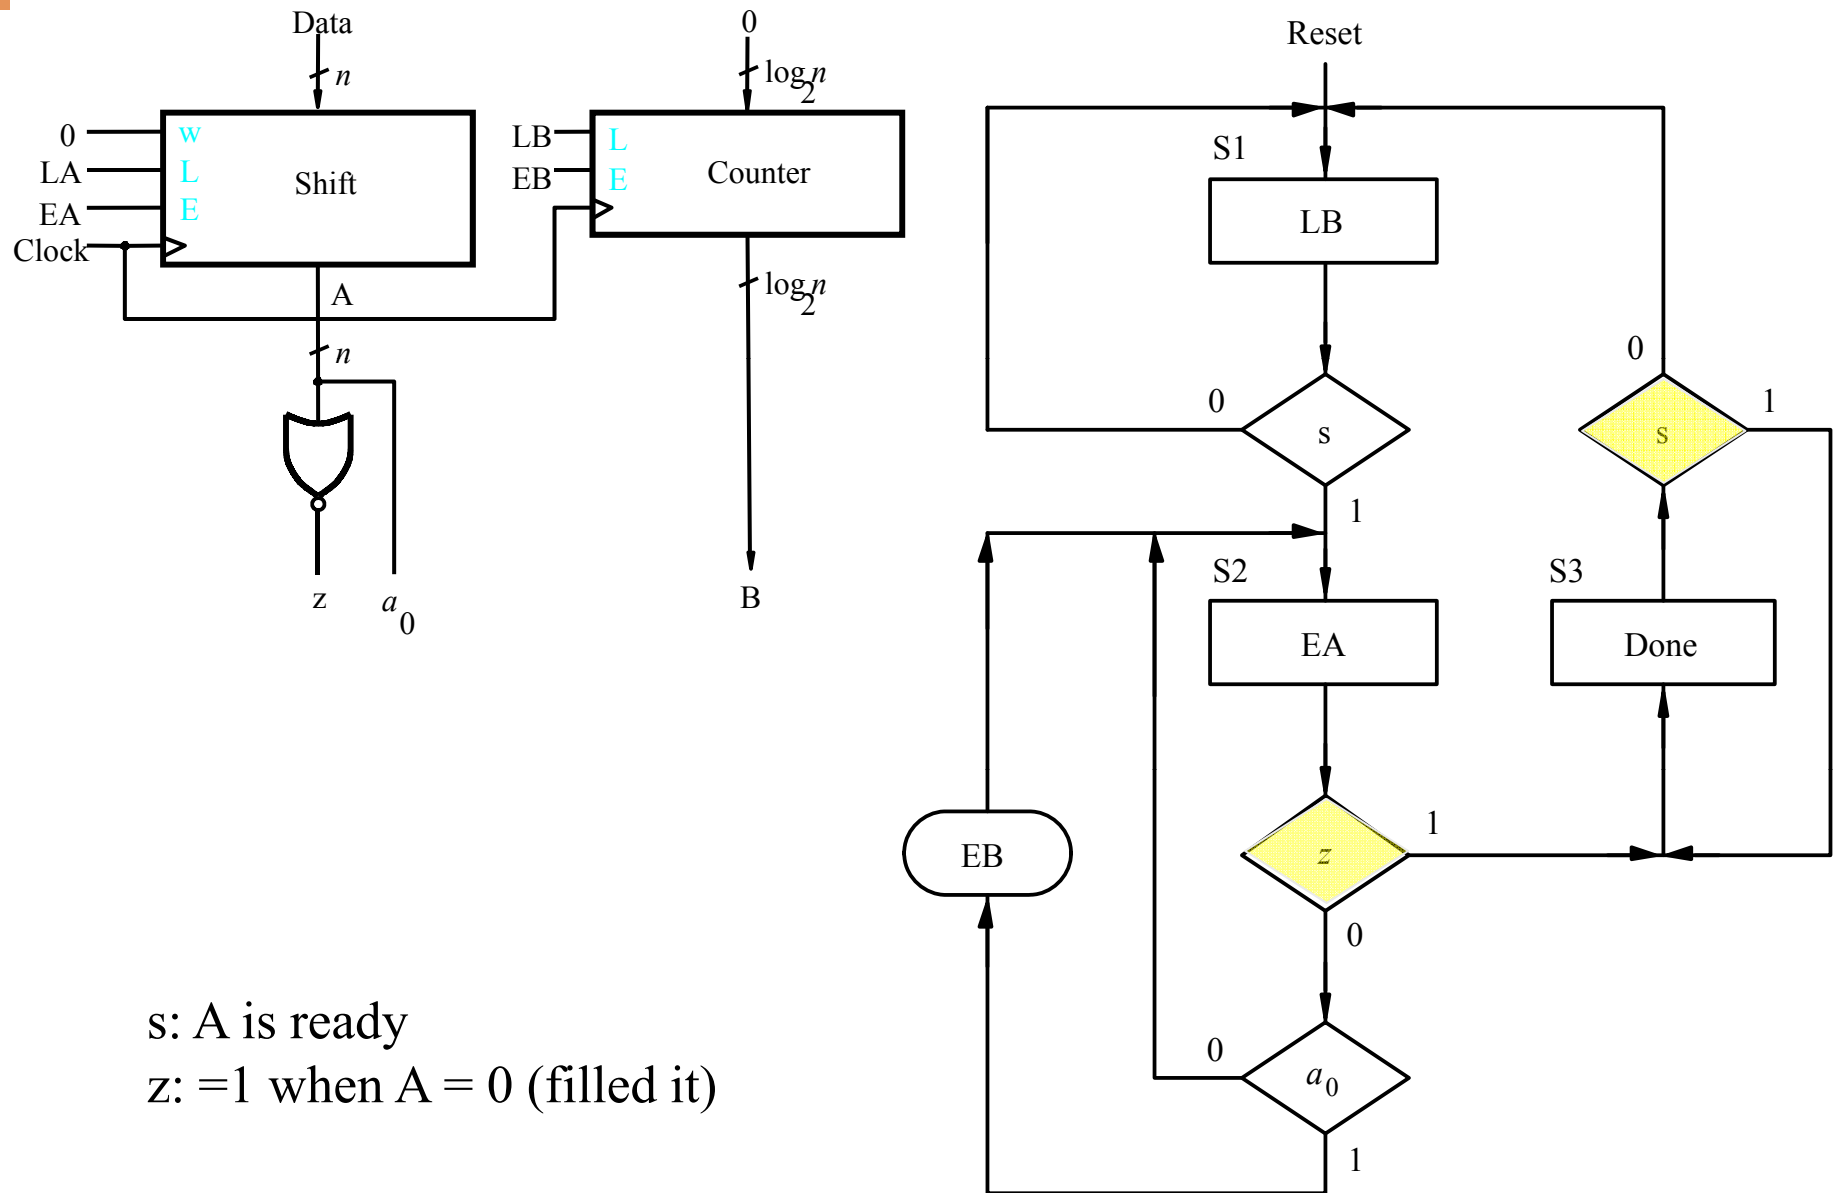 Data
n
0
w
LA
L
EA
E
Clock
Shift
A
n
z
a0
0
log2n
LB
L
EB
E
Counter
log2n
B
Reset
S1
LB
s
0
1
S2
EA
z
1
0
a0
0
1
EB
S3
Done
s
0
1
s: A is ready
z: =1 when A = 0 (filled it)